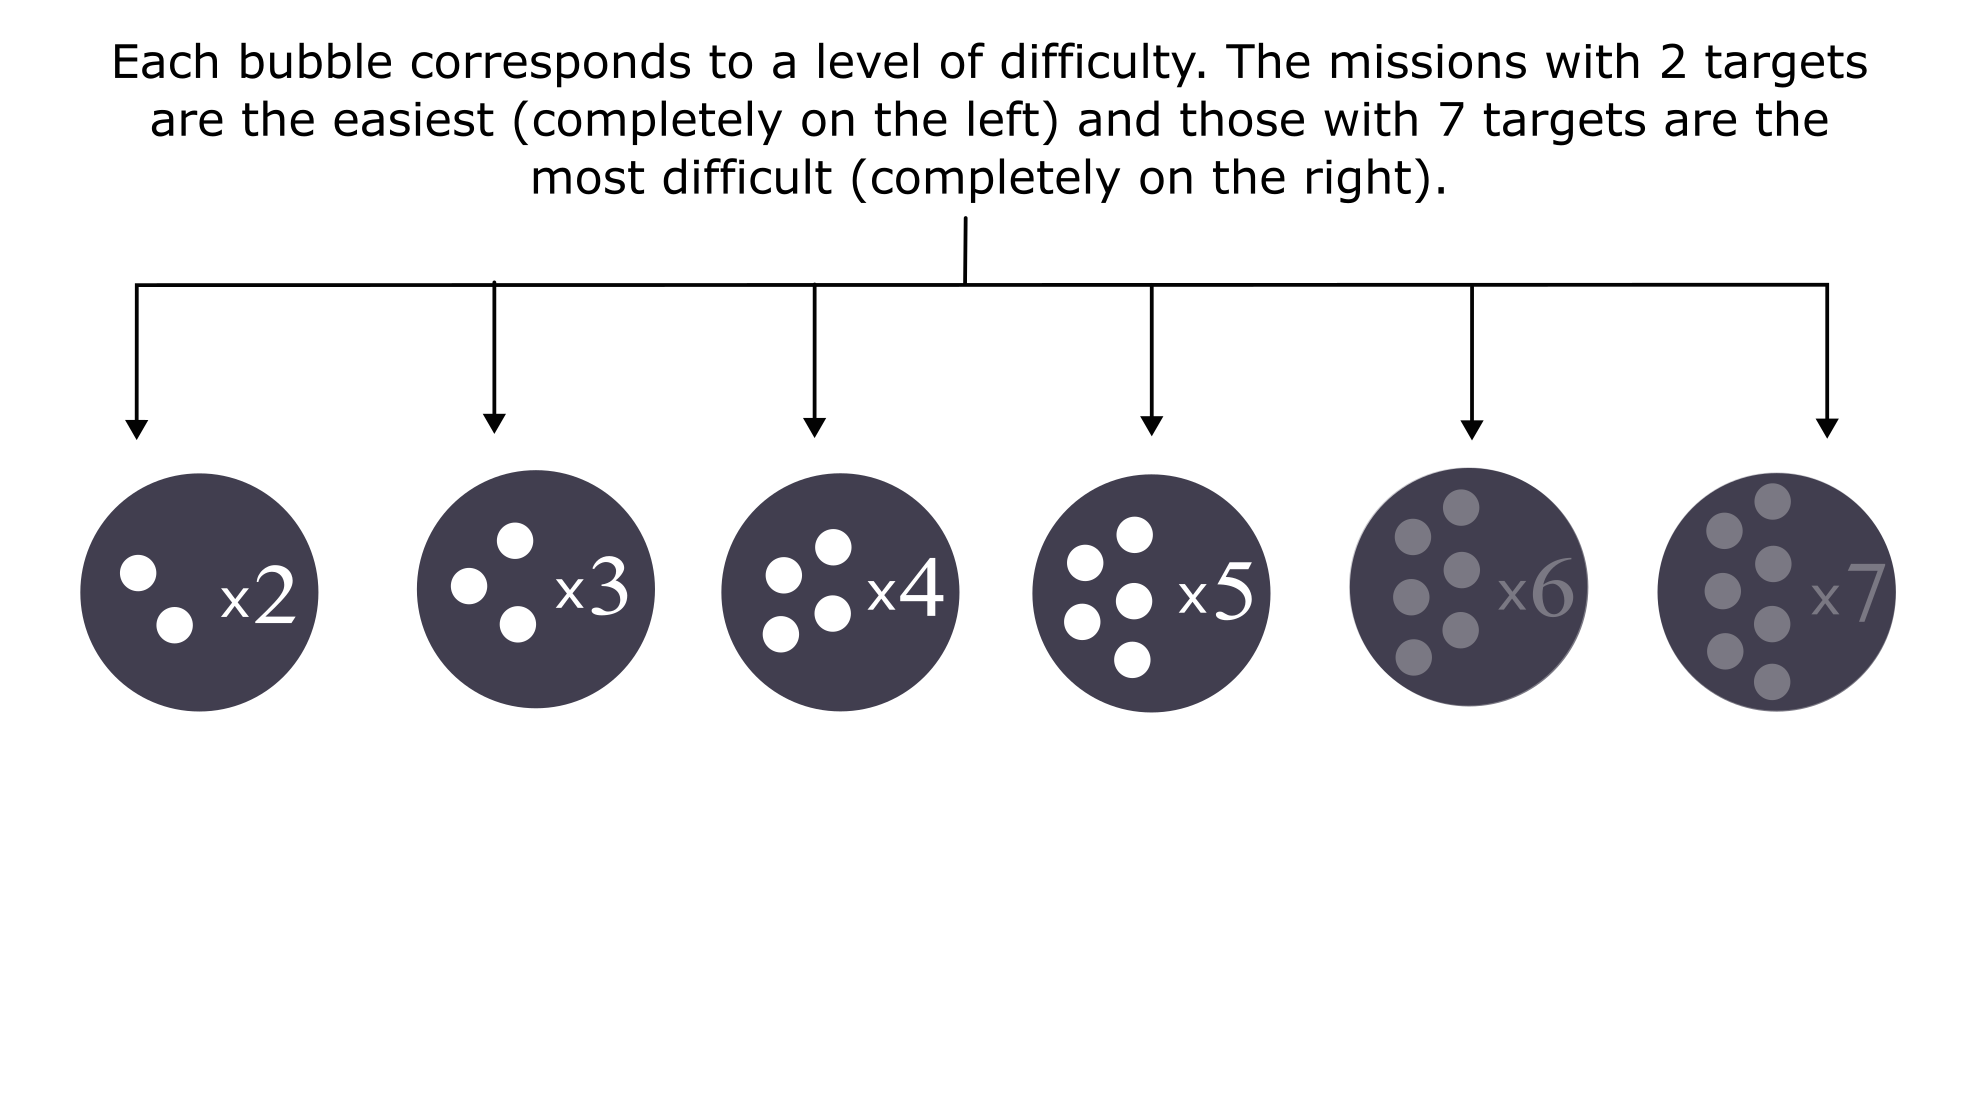 Each bubble corresponds to a level of difficulty. The missions with 2 targets
are the easiest (completely on the left) and those with 7 targets are the
most difficult (completely on the right).
x2 x3 x4 x5 x6 x7